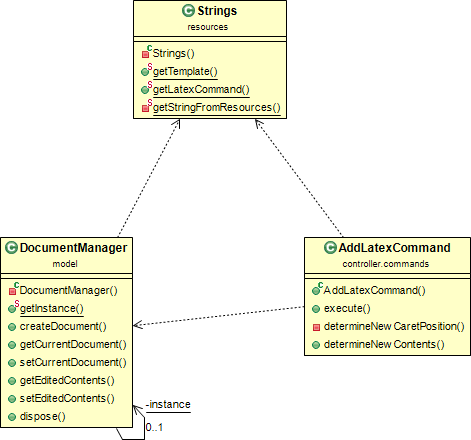 Strings
resources
Strings()
getTemplate()
getLatexCommand()
getStringFromResources()
DocumentManager
model
DocumentManager()
getInstance()
createDocument()
getCurrentDocument()
setCurrentDocument()
getEditedContents()
setEditedContents()
dispose()
-instance
0..1
AddLatexCommand
controller.commands
AddLatexCommand()
execute()
determineNewCaretPosition()
determineNewContents()